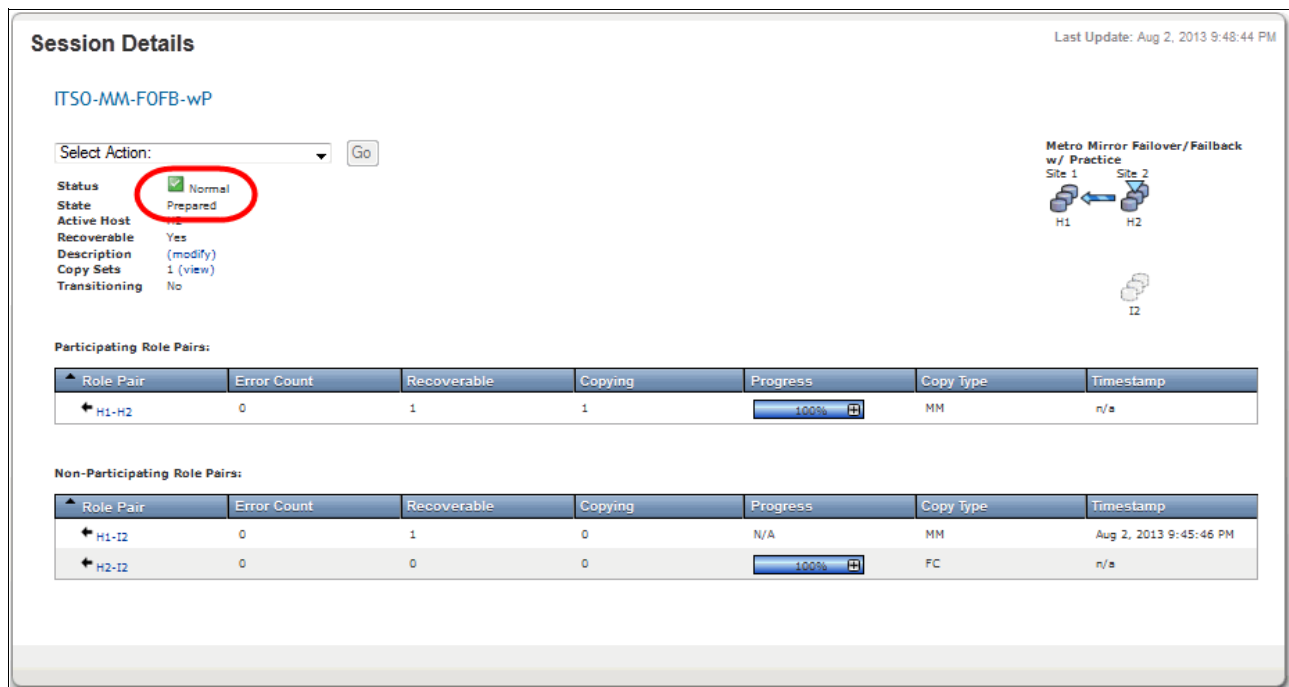 Session Details
Last Update: Aug 2, 2013 9:48:44 PM
ITSO-MM-FOFB-wP
Select Action:
Go
Status Normal
State Prepared
Active Host H2
Recoverable Yes
Description (modify)
Copy Sets 1 (view)
Transitioning No
Metro Mirror Failover/Failback
w/ Practice
Site 1 Site 2
H1 H2
I2
Participating Role Pairs:
Role Pair Error Count Recoverable Copying Progress Copy Type Timestamp
H1-H2 0 1 1 100% MM n/a
Non-Participating Role Pairs:
Role Pair Error Count Recoverable Copying Progress Copy Type Timestamp
H1-I2 0 1 0 N/A MM Aug 2, 2013 9:45:46 PM
H2-I2 0 0 0 100% FC n/a